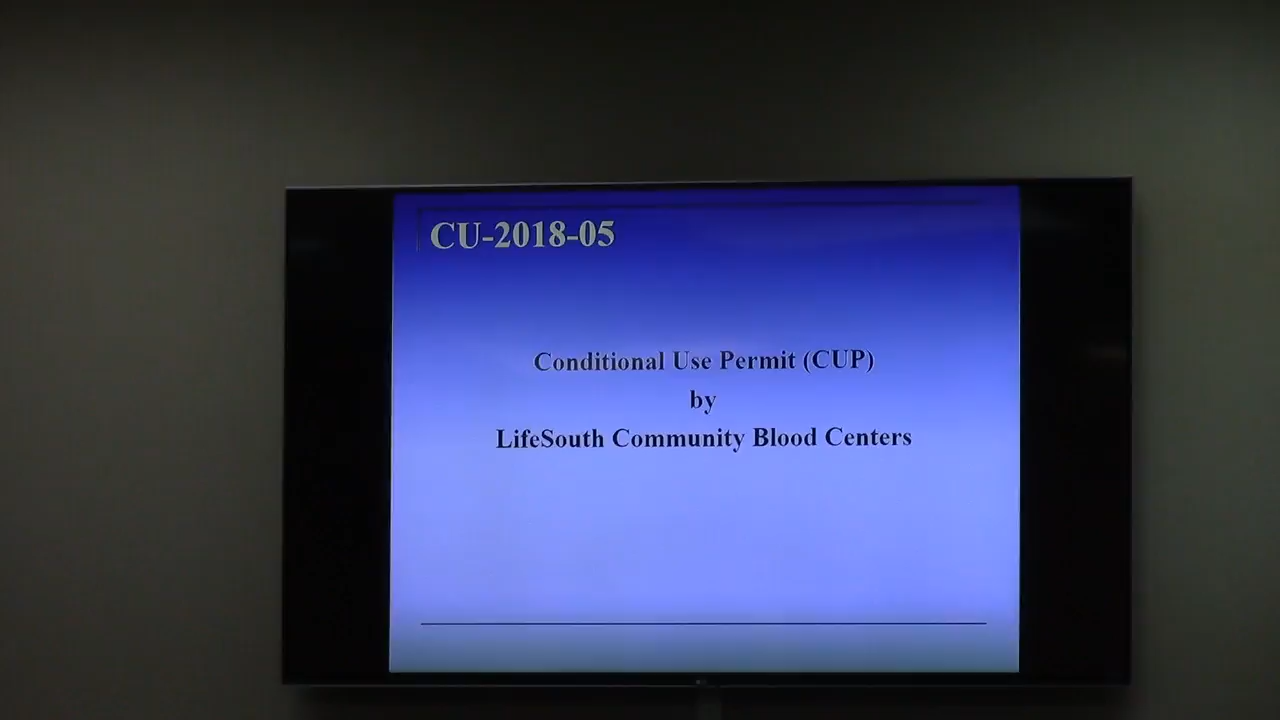 CU-2018-05
Conditional Use Permit (CUP)
by
LifeSouth Community Blood Centers